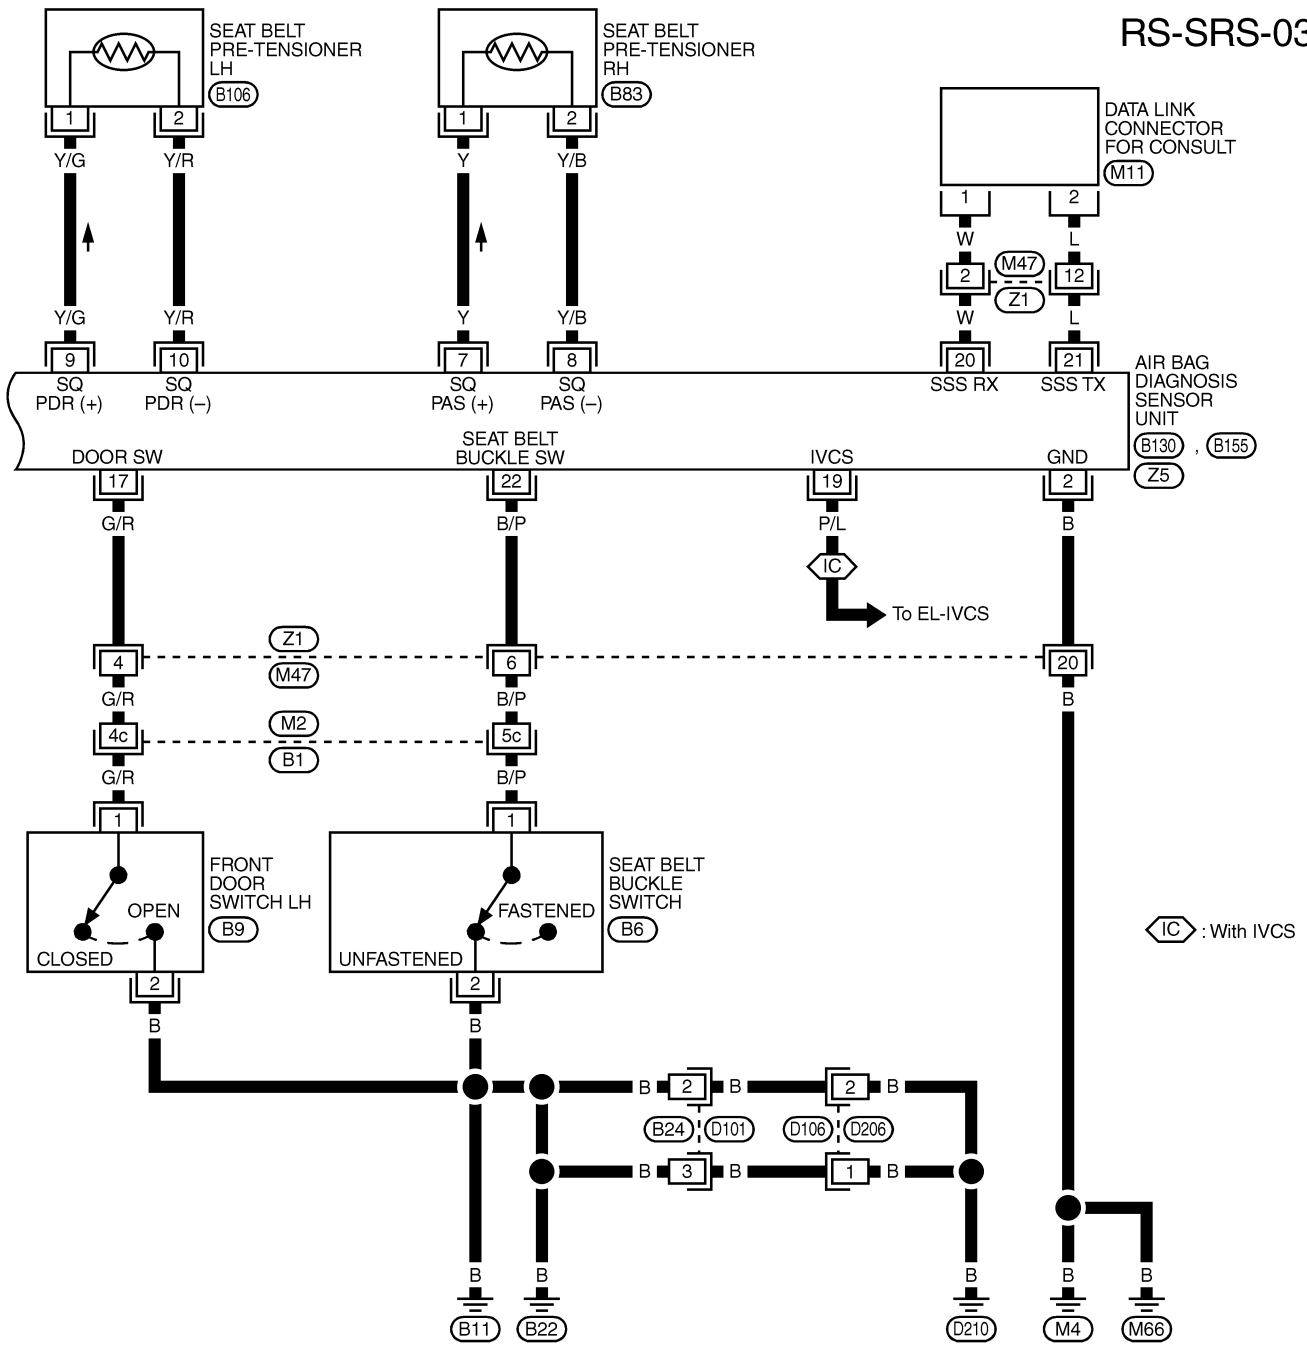 RS-SRS-03
SEAT BELT
PRE-TENSIONER
LH
B106
SEAT BELT
PRE-TENSIONER
RH
B83
DATA LINK
CONNECTOR
FOR CONSULT
M11
1 2 1 2
Y/G Y/R Y Y/B
1 2
W L
M47
2 12
Z1
Y/G Y/R Y Y/B W L
9 10 7 8 20 21
SQ PDR (+)
SQ PDR (–)
SQ PAS (+)
SQ PAS (–)
SSS RX
SSS TX
AIR BAG
DIAGNOSIS
SENSOR
UNIT
B130 , B155
Z5
DOOR SW
SEAT BELT
BUCKLE SW
IVCS
GND
17 22 19 2
G/R B/P P/L B
IC
To EL-IVCS
Z1
4 6 20
M47
G/R B/P B
M2
4c 5c
B1
G/R B/P
1 1
FRONT
DOOR
SWITCH LH
B9
OPEN
CLOSED
SEAT BELT
BUCKLE
SWITCH
B6
FASTENED
UNFASTENED
IC : With IVCS
2 2
B B
B 2 B 2 B
B24 D101 D106 D206
B 3 B 1 B
B B B B B
B11 B22 D210 M4 M66